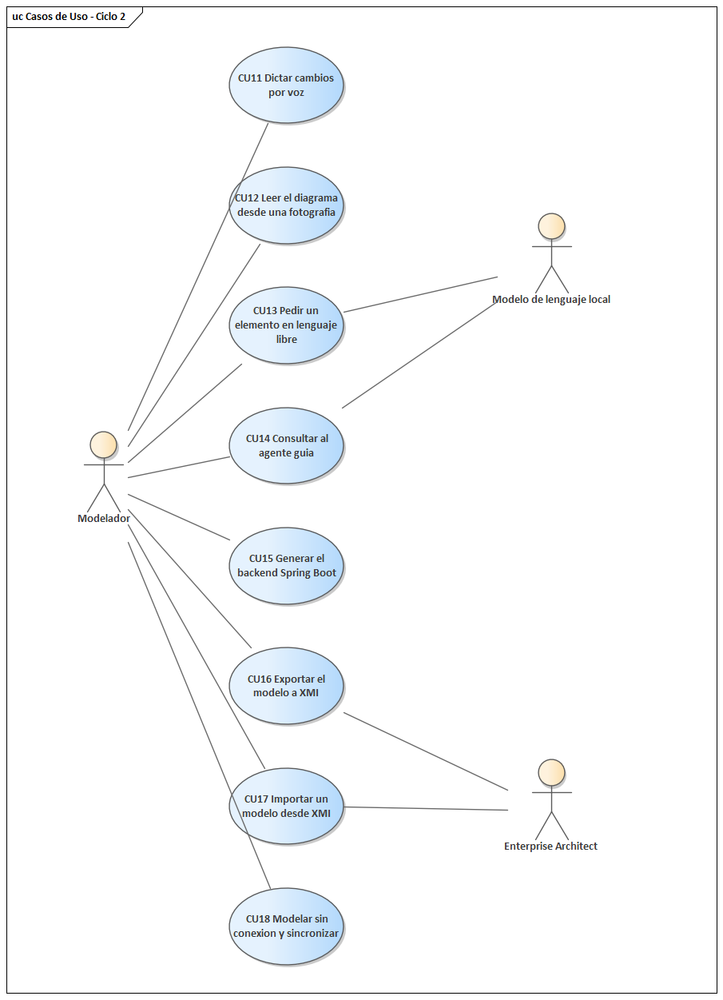 uc Casos de Uso - Ciclo 2
CU11 Dictar cambios
por voz
CU12 Leer el diagrama
desde una fotografia
CU13 Pedir un
elemento en lenguaje
libre
Modelo de lenguaje local
CU14 Consultar al
agente guia
Modelador
CU15 Generar el
backend Spring Boot
CU16 Exportar el
modelo a XMI
CU17 Importar un
modelo desde XMI
Enterprise Architect
CU18 Modelar sin
conexion y sincronizar